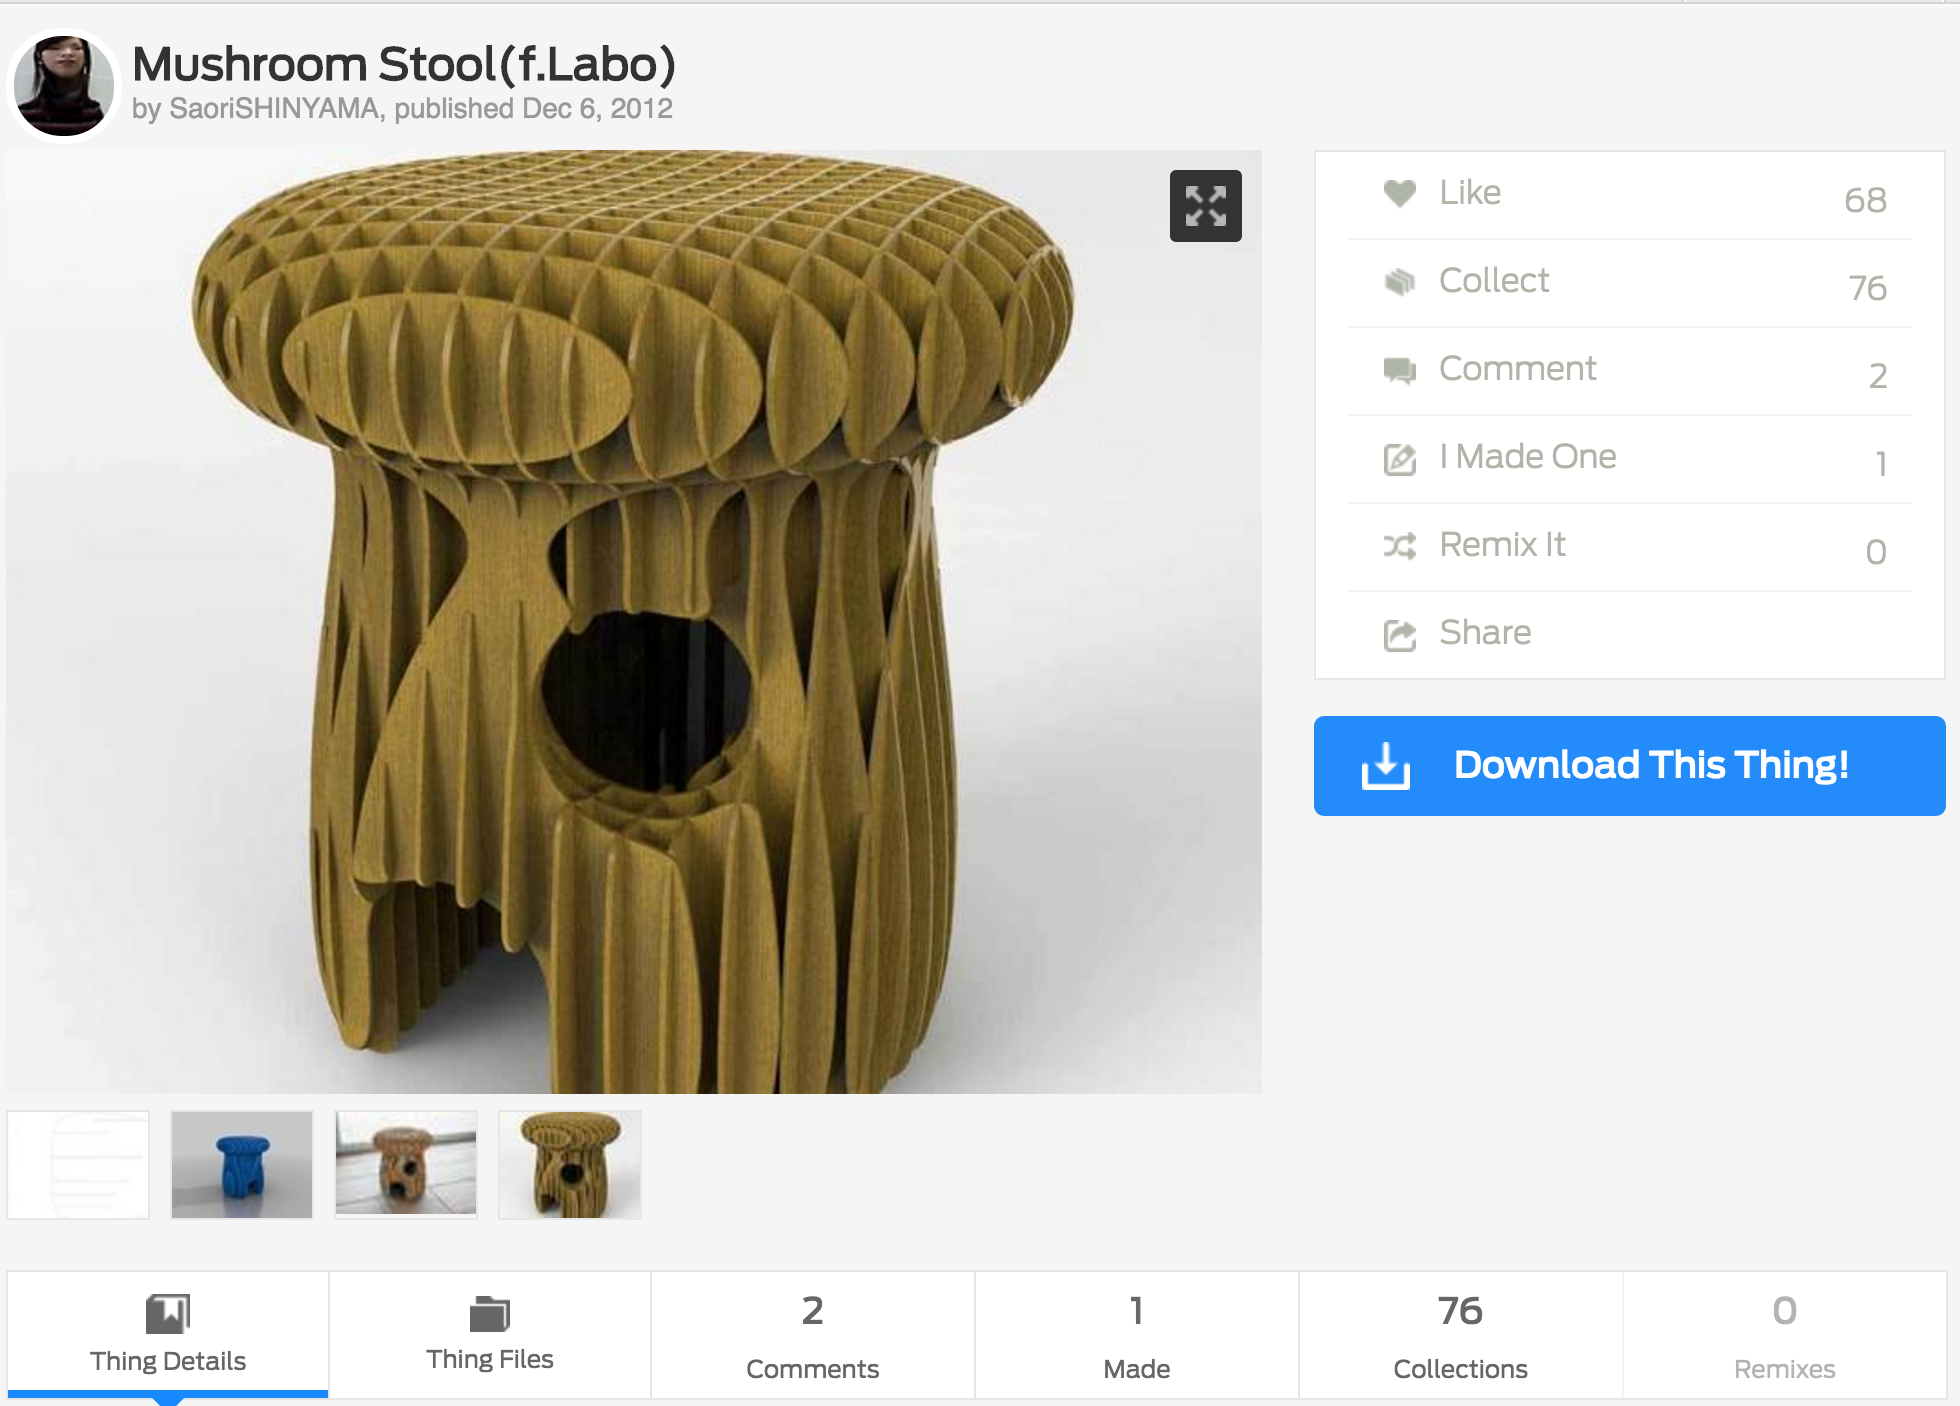 Mushroom Stool(f.Labo)
by SaoriSHINYAMA, published Dec 6, 2012
Like 68
Collect 76
Comment 2
I Made One 1
Remix It 0
Share
Download This Thing!
Thing Details
Thing Files
2
Comments
1
Made
76
Collections
0
Remixes